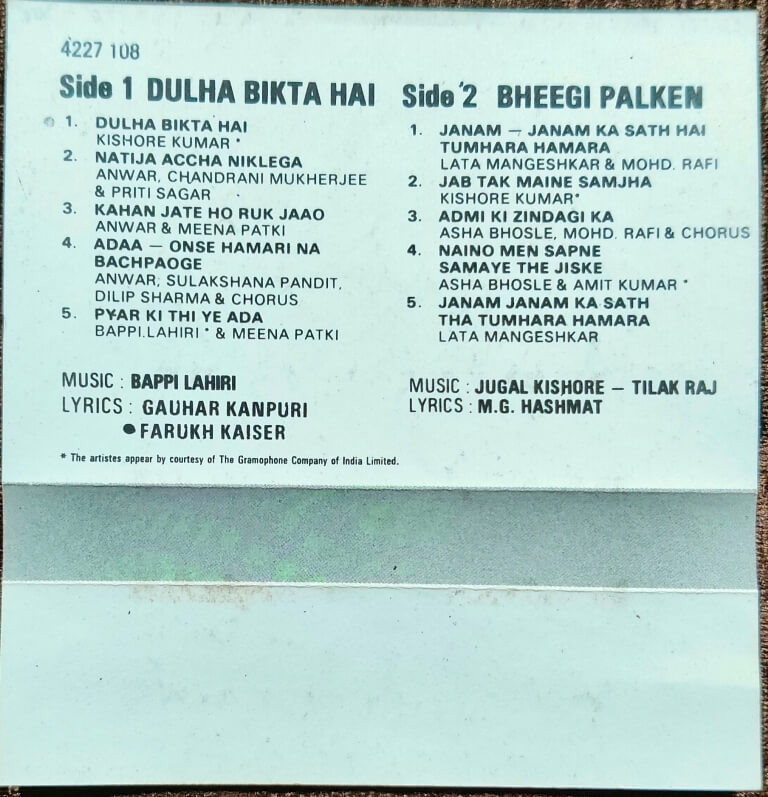 4227 108
Side 1 DULHA BIKTA HAI
1. DULHA BIKTA HAI
KISHORE KUMAR *
2. NATIJA ACCHA NIKLEGA
ANWAR, CHANDRANI MUKHERJEE
& PRITI SAGAR
3. KAHAN JATE HO RUK JAAO
ANWAR & MEENA PATKI
4. ADAA — ONSE HAMARI NA
BACHPAOGE
ANWAR, SULAKSHANA PANDIT,
DILIP SHARMA & CHORUS
5. PYAR KI THI YE ADA
BAPPI.LAHIRI * & MEENA PATKI
MUSIC : BAPPI LAHIRI
LYRICS : GAUHAR KANPURI
● FARUKH KAISER
* The artistes appear by courtesy of The Gramophone Company of India Limited.
Side 2 BHEEGI PALKEN
1. JANAM — JANAM KA SATH HAI
TUMHARA HAMARA
LATA MANGESHKAR & MOHD. RAFI
2. JAB TAK MAINE SAMJHA
KISHORE KUMAR*
3. ADMI KI ZINDAGI KA
ASHA BHOSLE, MOHD. RAFI & CHORUS
4. NAINO MEN SAPNE
SAMAYE THE JISKE
ASHA BHOSLE & AMIT KUMAR *
5. JANAM JANAM KA SATH
THA TUMHARA HAMARA
LATA MANGESHKAR
MUSIC : JUGAL KISHORE — TILAK RAJ
LYRICS : M.G. HASHMAT